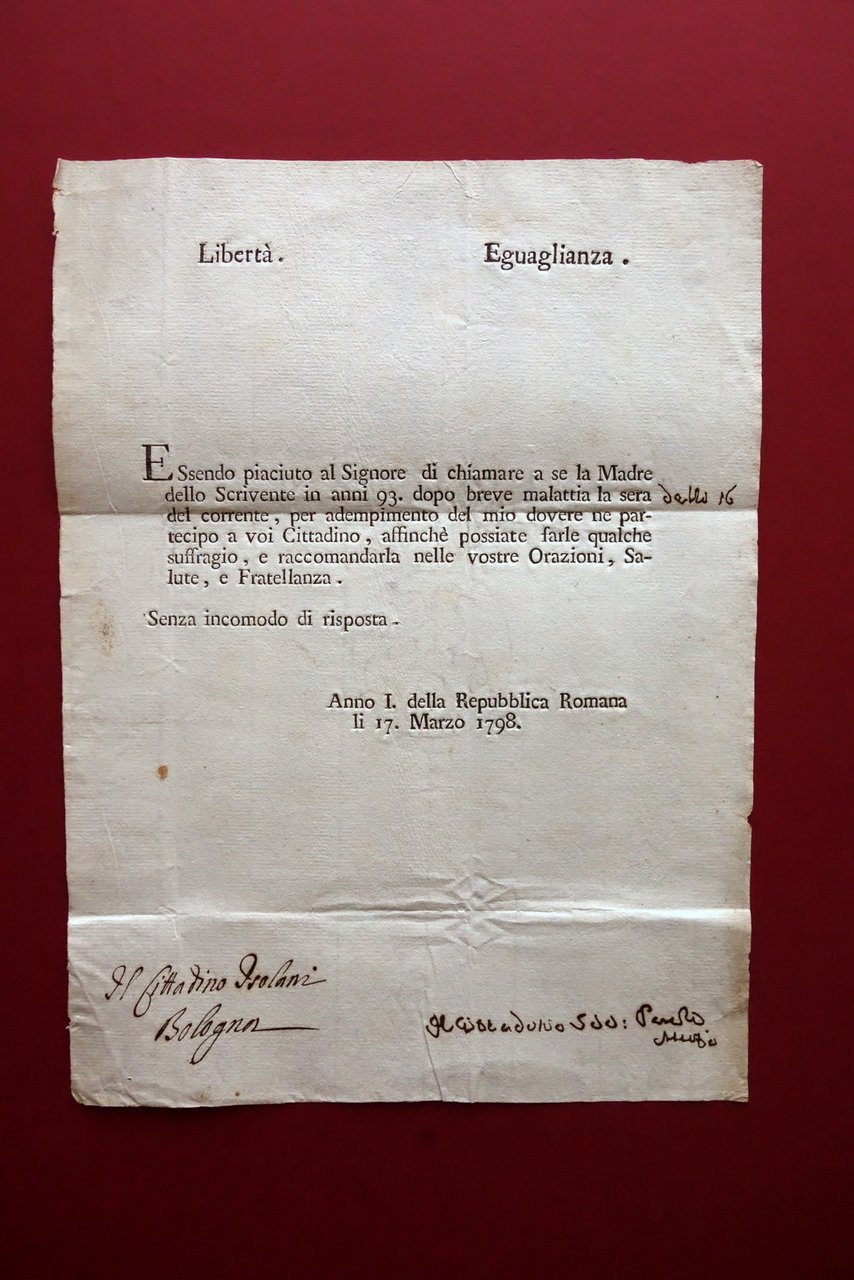 Libertà. Eguaglianza.
ESsendo piaciuto al Signore di chiamare a se la Madre
dello Scrivente in anni 93. dopo breve malattia la sera dello 16
del corrente, per adempimento del mio dovere ne par-
tecipo a voi Cittadino, affinchè possiate farle qualche
suffragio, e raccomandarla nelle vostre Orazioni, Sa-
lute, e Fratellanza.
Senza incomodo di risposta.
Anno I. della Repubblica Romana
li 17. Marzo 1798.
Il Cittadino Isolani
Bologna
Il Cittadino